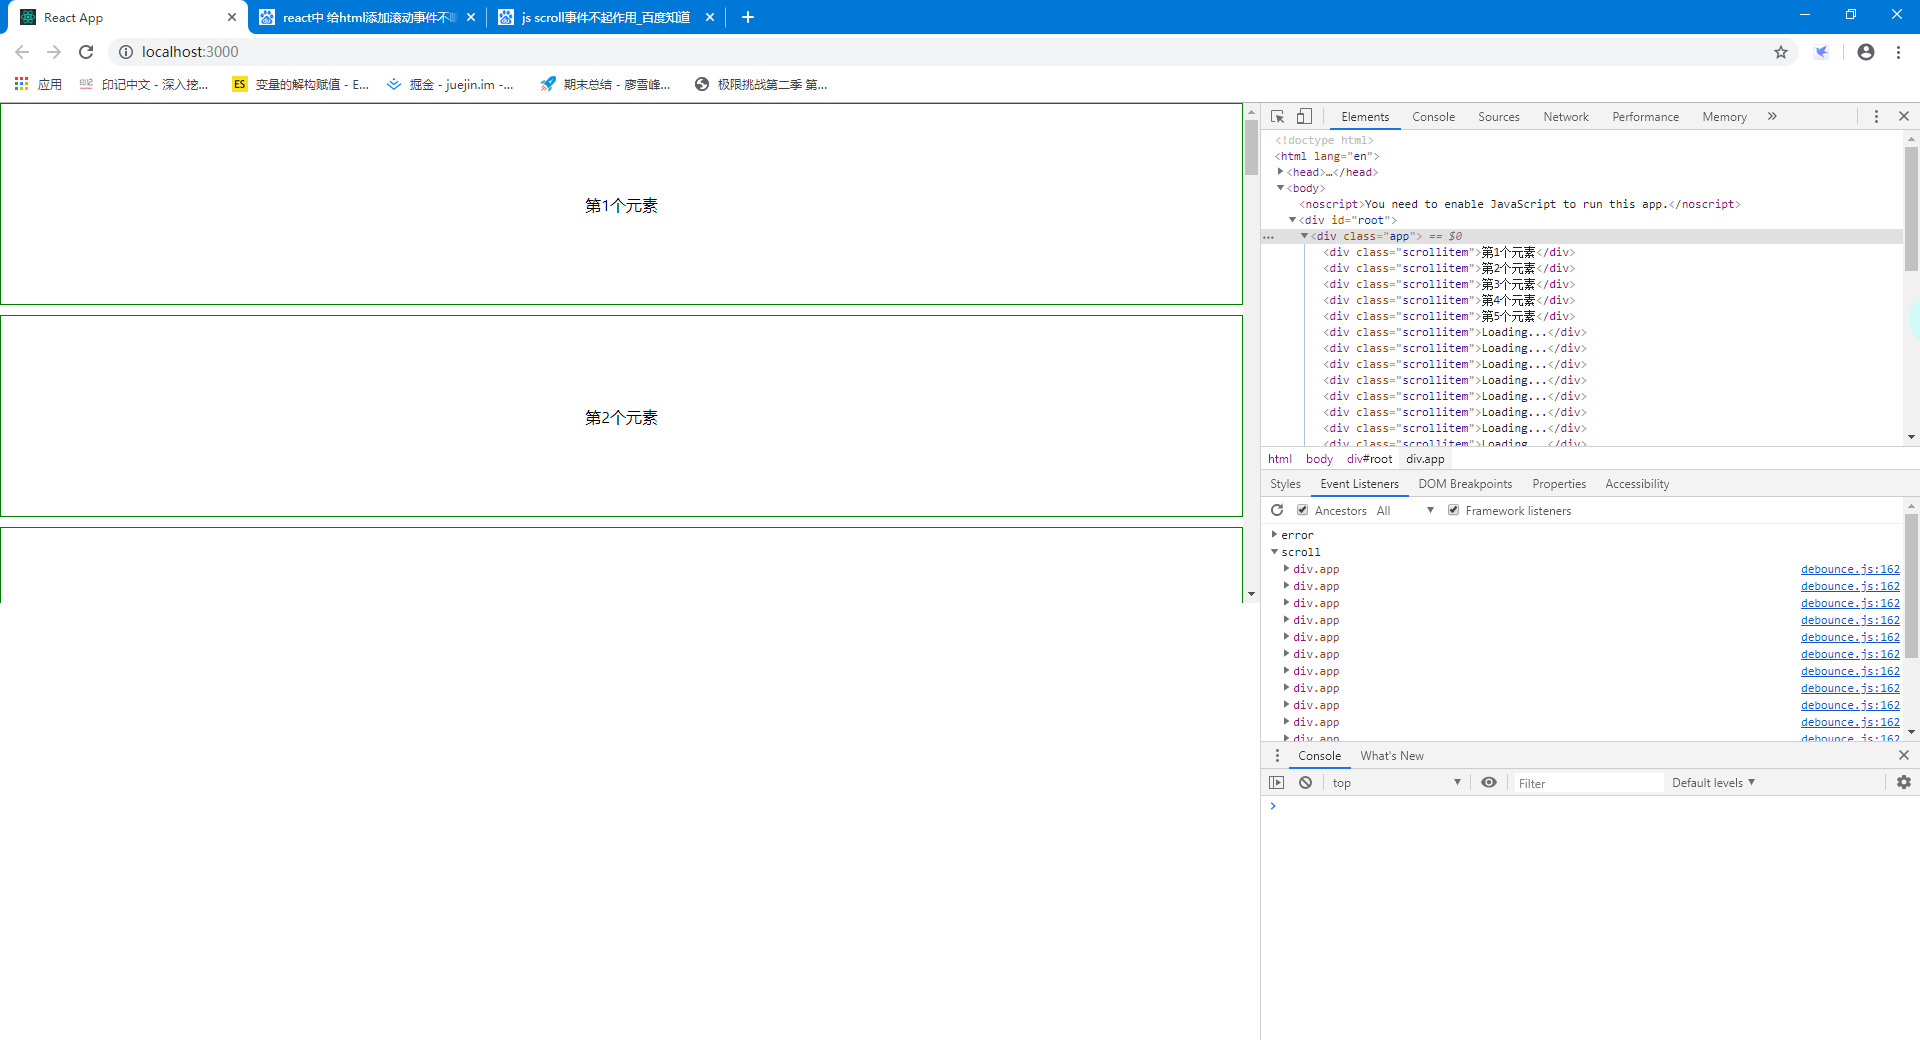 React App
react中 给html添加滚动事件不
js scroll事件不起作用_百度知道
localhost:3000
应用
印记中文 - 深入挖...
ES
变量的解构赋值 - E...
掘金 - juejin.im -...
期末总结 - 廖雪峰...
极限挑战第二季 第...
第1个元素
第2个元素
Elements
Console
Sources
Network
Performance
Memory
<!doctype html>
<html lang="en">
<head>…</head>
<body>
<noscript>You need to enable JavaScript to run this app.</noscript>
<div id="root">
... <div class="app"> == $0
<div class="scrollitem">第1个元素</div>
<div class="scrollitem">第2个元素</div>
<div class="scrollitem">第3个元素</div>
<div class="scrollitem">第4个元素</div>
<div class="scrollitem">第5个元素</div>
<div class="scrollitem">Loading...</div>
<div class="scrollitem">Loading...</div>
<div class="scrollitem">Loading...</div>
<div class="scrollitem">Loading...</div>
<div class="scrollitem">Loading...</div>
<div class="scrollitem">Loading...</div>
<div class="scrollitem">Loading...</div>
<div class="scrollitem">Loading...</div>
html body div#root div.app
Styles
Event Listeners
DOM Breakpoints
Properties
Accessibility
Ancestors All
Framework listeners
error
scroll
div.app debounce.js:162
div.app debounce.js:162
div.app debounce.js:162
div.app debounce.js:162
div.app debounce.js:162
div.app debounce.js:162
div.app debounce.js:162
div.app debounce.js:162
div.app debounce.js:162
div.app debounce.js:162
div.app debounce.js:162
Console
What's New
top
Filter
Default levels